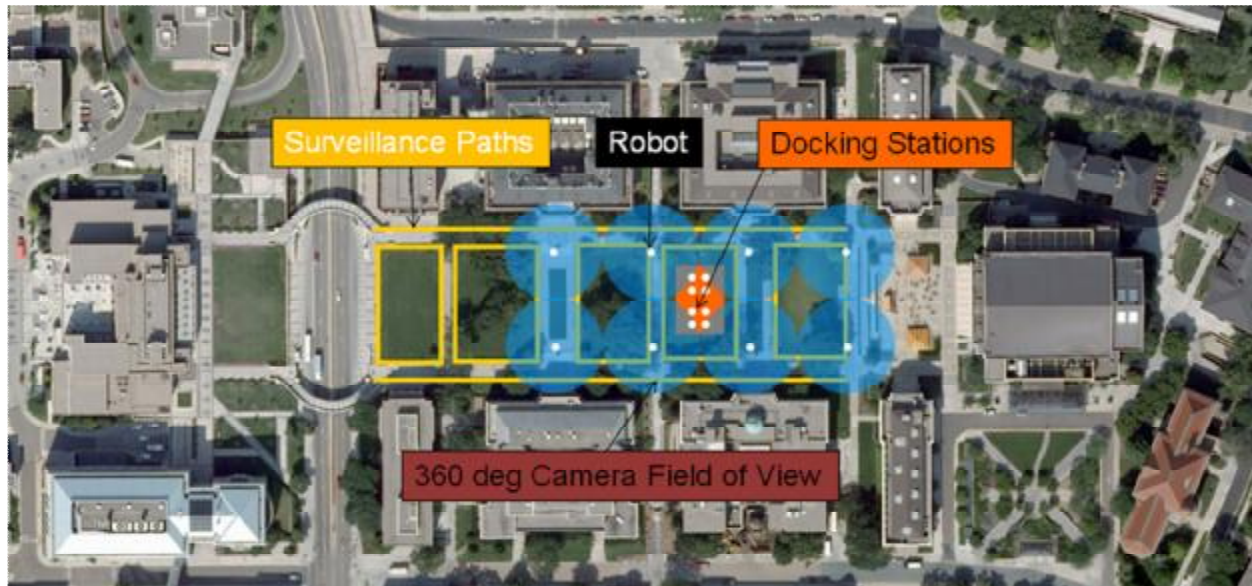 Surveillance Paths
Robot
Docking Stations
360 deg Camera Field of View